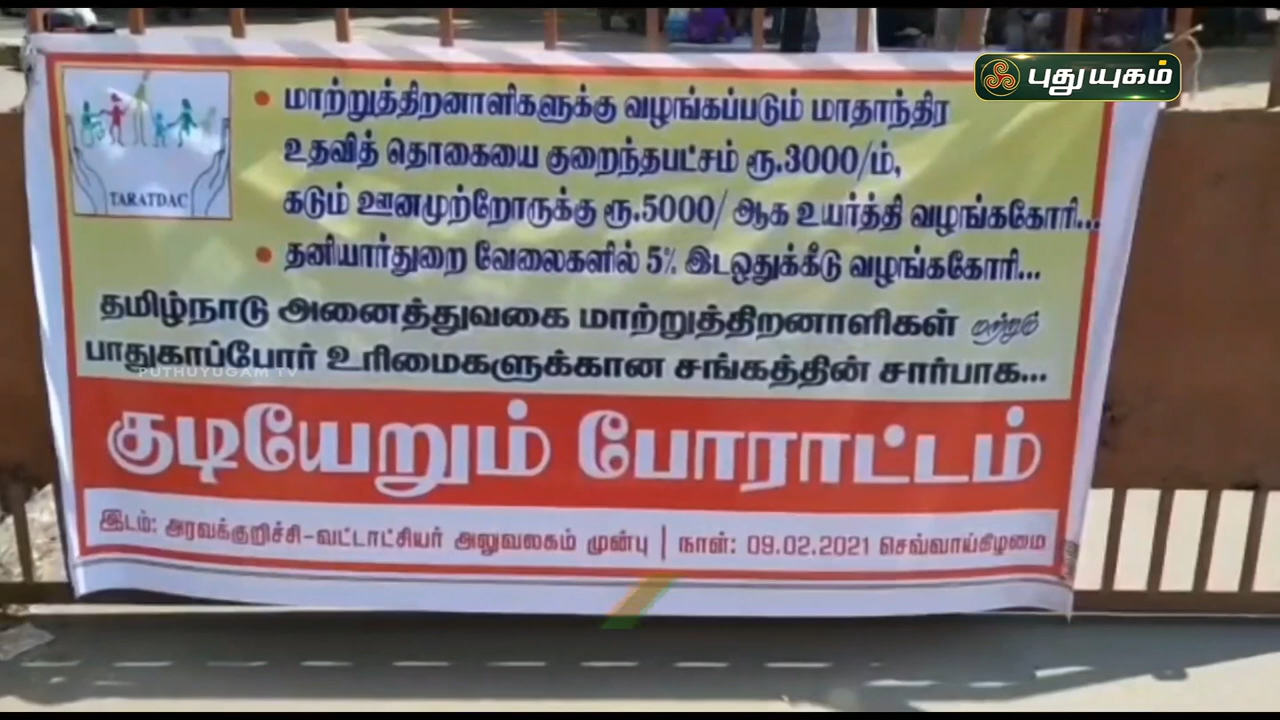 புதுயுகம்
TARATDAC
• மாற்றுத்திறனாளிகளுக்கு வழங்கப்படும் மாதாந்திர
உதவித் தொகையை குறைந்தபட்சம் ரூ.3000/ம்,
கடும் ஊனமுற்றோருக்கு ரூ.5000/ ஆக உயர்த்தி வழங்ககோரி...
• தனியார்துறை வேலைகளில் 5% இடஒதுக்கீடு வழங்ககோரி...
தமிழ்நாடு அனைத்துவகை மாற்றுத்திறனாளிகள் மற்றும்
பாதுகாப்போர் உரிமைகளுக்கான சங்கத்தின் சார்பாக...
PUTHUYUGAM TV
குடியேறும் போராட்டம்
இடம்: அரவக்குறிச்சி-வட்டாட்சியர் அலுவலகம் முன்பு | நாள்: 09.02.2021 செவ்வாய்கிழமை